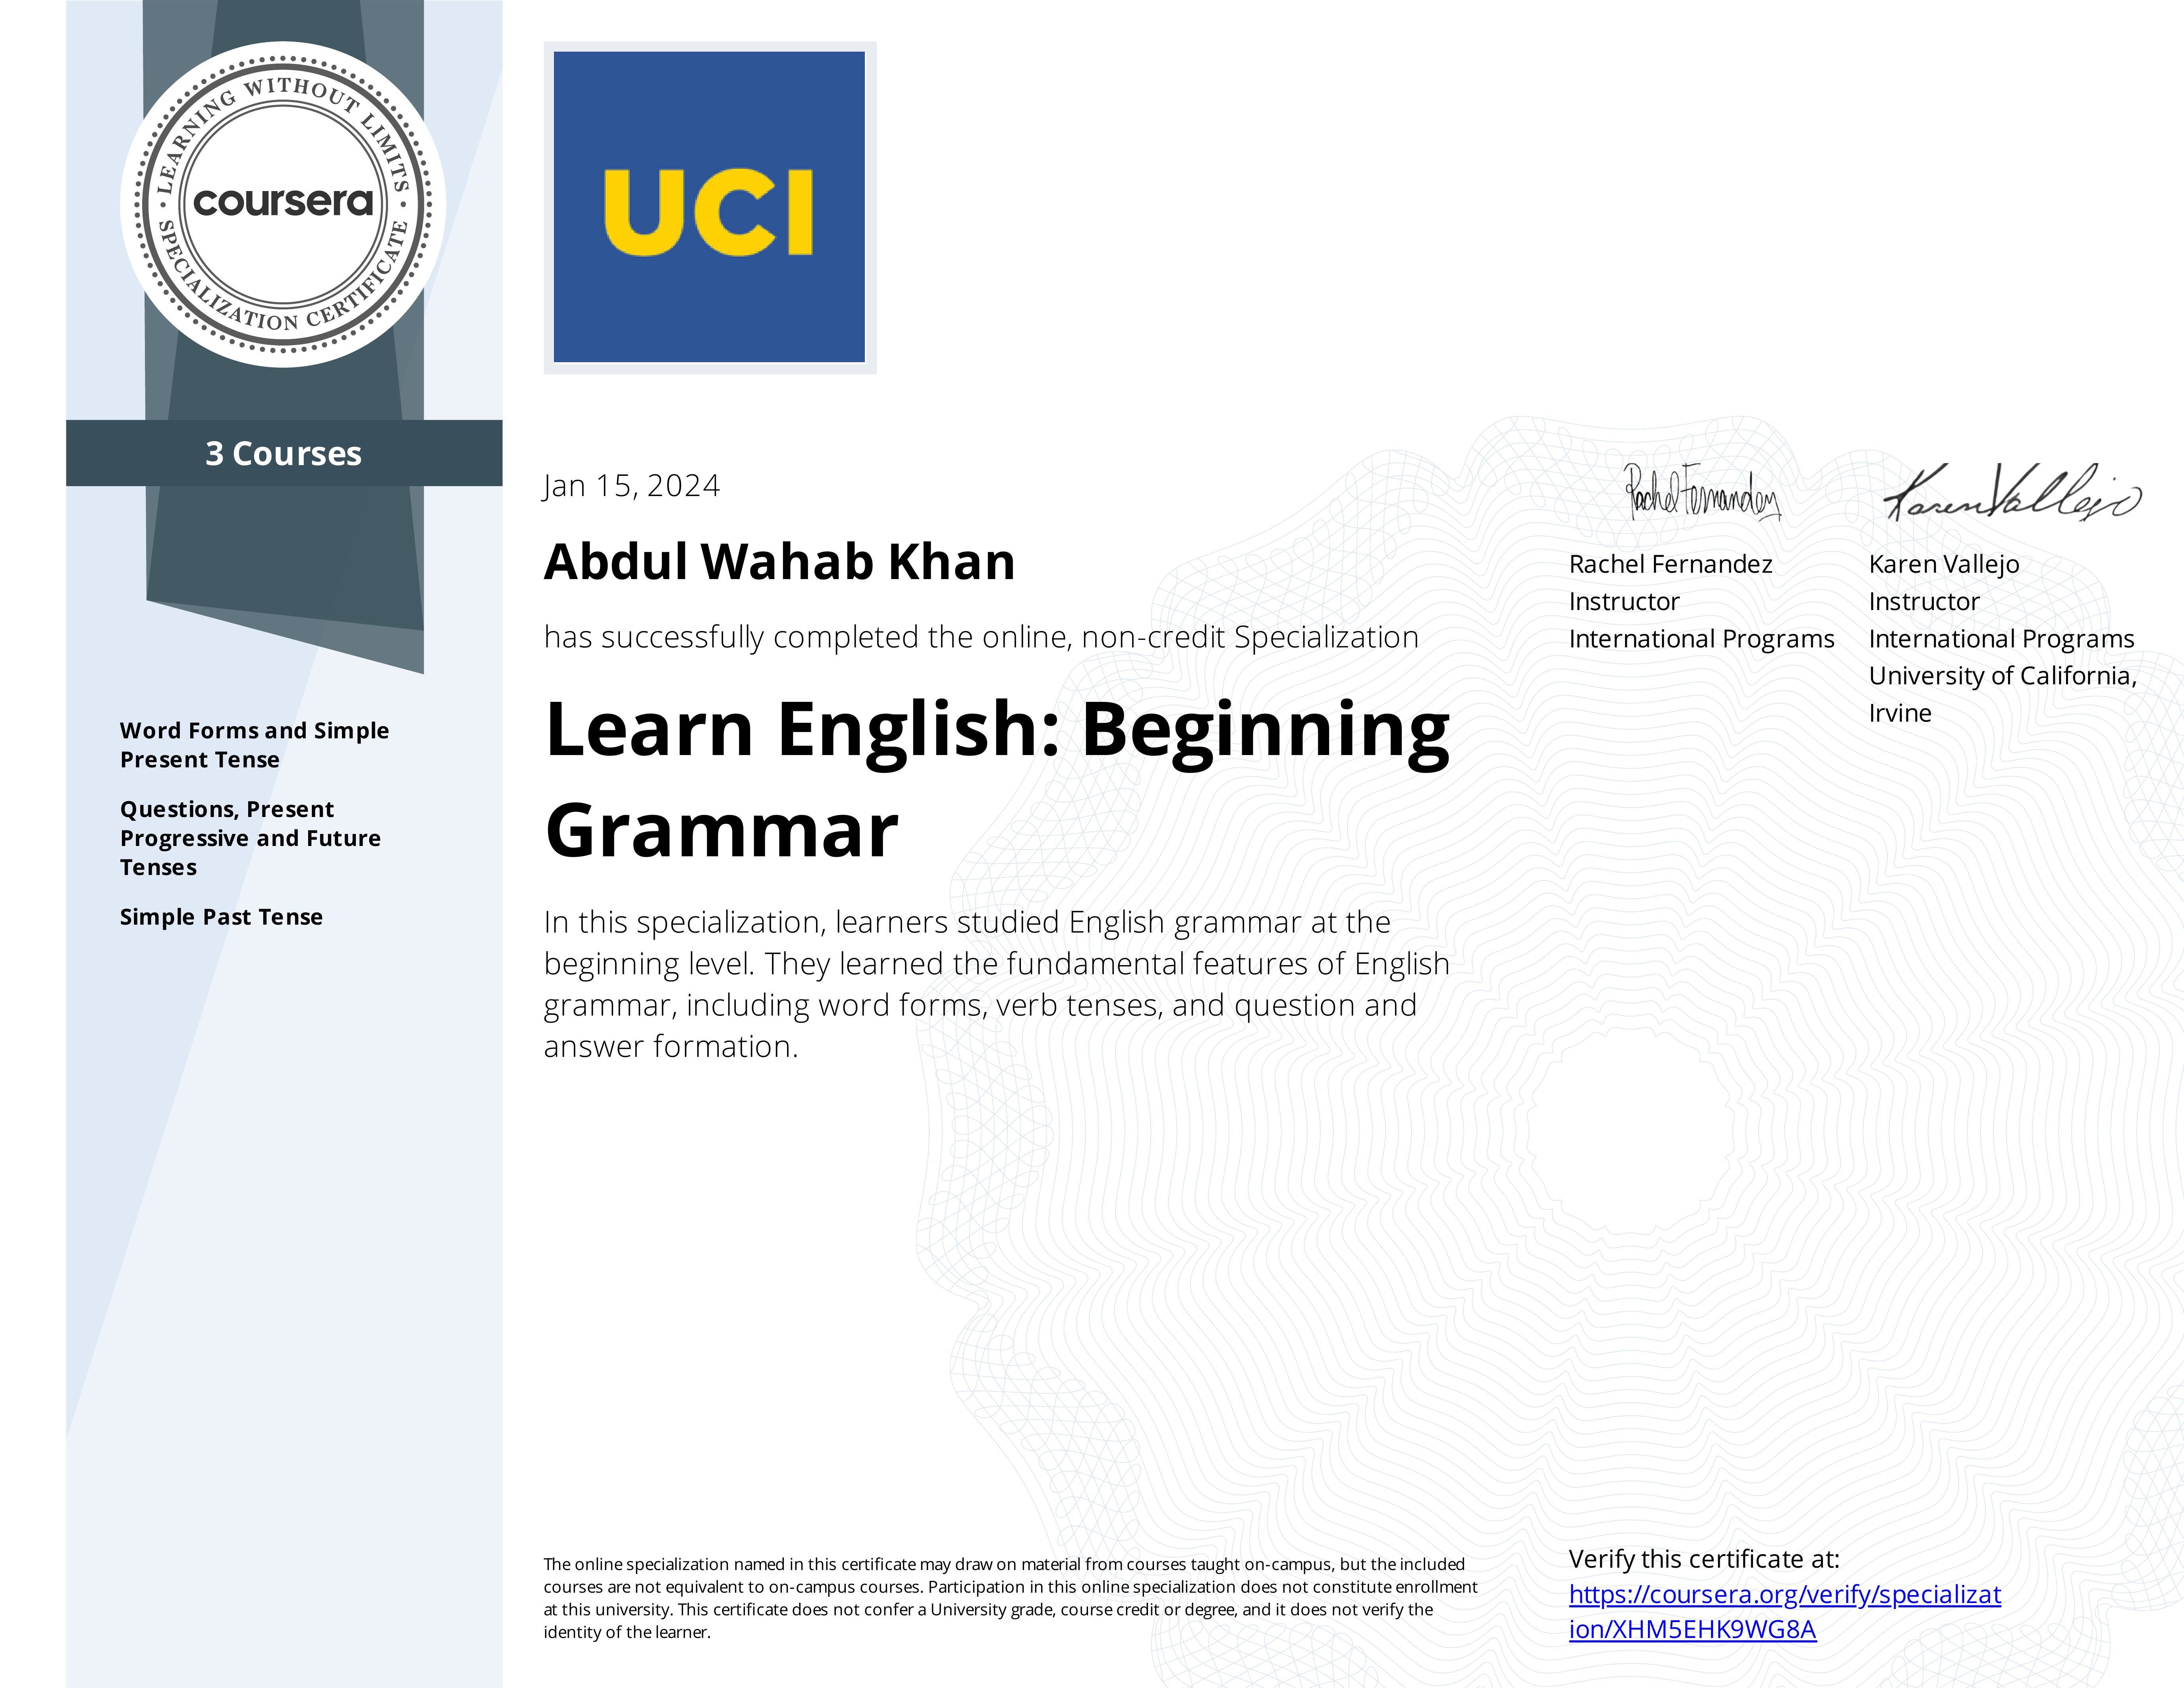 LEARNING WITHOUT LIMITS
coursera
SPECIALIZATION CERTIFICATE
3 Courses
Word Forms and Simple
Present Tense
Questions, Present
Progressive and Future
Tenses
Simple Past Tense
UCI
Jan 15, 2024
Abdul Wahab Khan
has successfully completed the online, non-credit Specialization
Learn English: Beginning
Grammar
In this specialization, learners studied English grammar at the
beginning level. They learned the fundamental features of English
grammar, including word forms, verb tenses, and question and
answer formation.
Rachel Fernandez
Rachel Fernandez
Instructor
International Programs
Karen Vallejo
Karen Vallejo
Instructor
International Programs
University of California,
Irvine
The online specialization named in this certificate may draw on material from courses taught on-campus, but the included
courses are not equivalent to on-campus courses. Participation in this online specialization does not constitute enrollment
at this university. This certificate does not confer a University grade, course credit or degree, and it does not verify the
identity of the learner.
Verify this certificate at:
https://coursera.org/verify/specializat
ion/XHM5EHK9WG8A